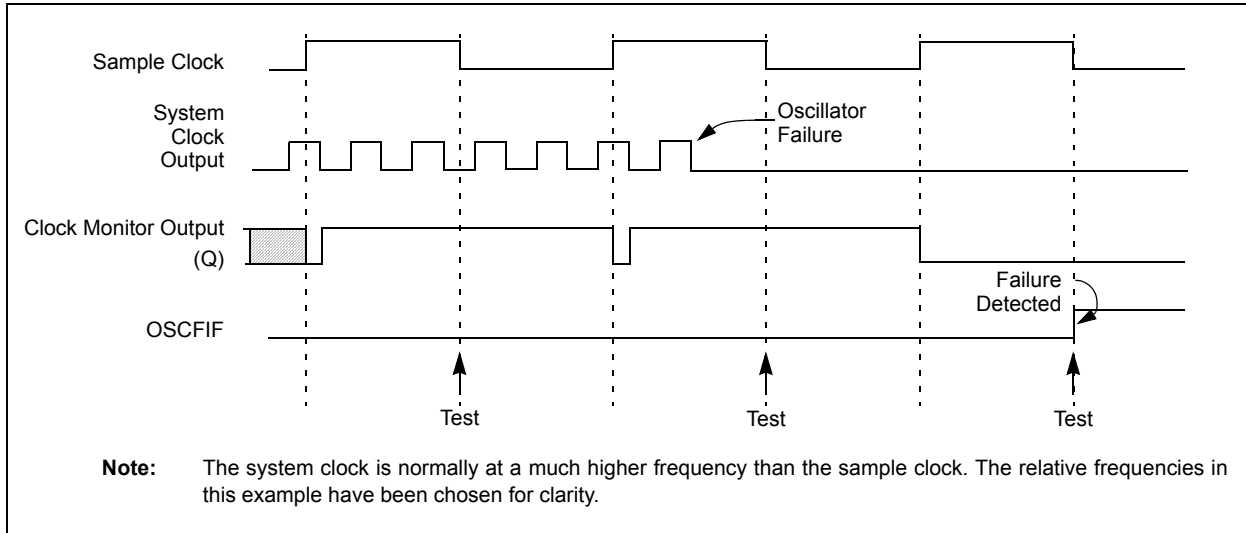 Sample Clock
System
Clock
Output
Oscillator
Failure
Clock Monitor Output
(Q)
Failure
Detected
OSCFIF
Test
Test
Test
Note: The system clock is normally at a much higher frequency than the sample clock. The relative frequencies in
this example have been chosen for clarity.